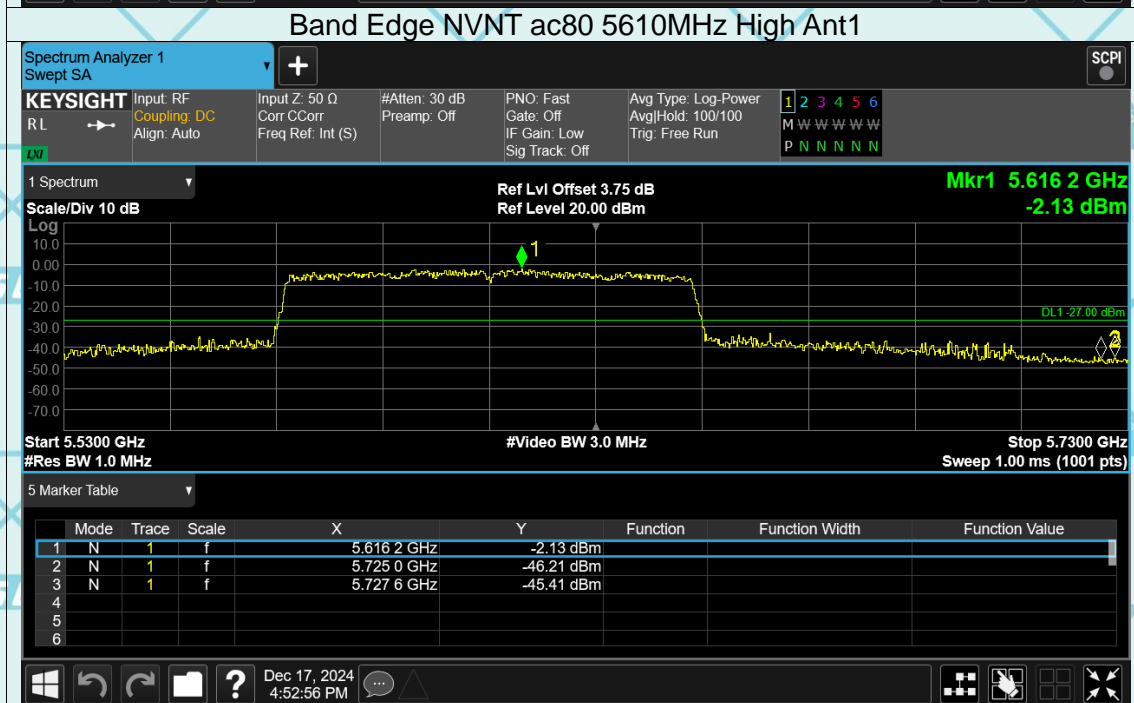 Band Edge NVNT ac80 5610MHz High Ant1
Spectrum Analyzer 1
Swept SA
SCPI
KEYSIGHT Input: RF Input Z: 50 Ω #Atten: 30 dB PNO: Fast Avg Type: Log-Power 1 2 3 4 5 6
RL Coupling: DC Corr CCorr Preamp: Off Gate: Off Avg|Hold: 100/100 M W W W W W
Align: Auto Freq Ref: Int (S) IF Gain: Low Trig: Free Run
LXI Sig Track: Off P N N N N N
1 Spectrum Ref Lvl Offset 3.75 dB Mkr1 5.616 2 GHz
Scale/Div 10 dB Ref Level 20.00 dBm -2.13 dBm
Log
10.0
1
0.00
-10.0
-20.0
DL1 -27.00 dBm
-30.0
-40.0
2
-50.0
-60.0
-70.0
Start 5.5300 GHz #Video BW 3.0 MHz Stop 5.7300 GHz
#Res BW 1.0 MHz Sweep 1.00 ms (1001 pts)
5 Marker Table
Mode Trace Scale X Y Function Function Width Function Value
1 N 1 f 5.616 2 GHz -2.13 dBm
2 N 1 f 5.725 0 GHz -46.21 dBm
3 N 1 f 5.727 6 GHz -45.41 dBm
4
5
6
Dec 17, 2024
4:52:56 PM